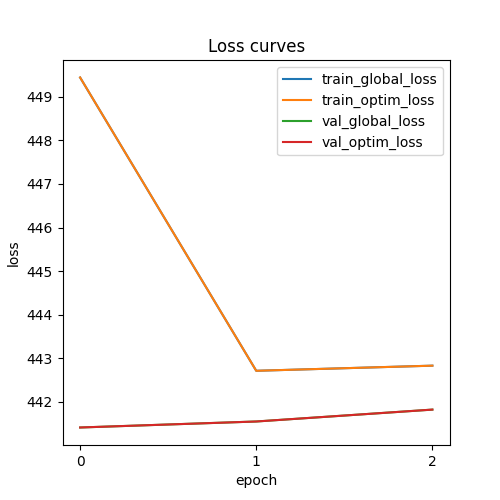 Loss curves
train_global_loss
train_optim_loss
val_global_loss
val_optim_loss
449
448
447
446
445
444
443
442
loss
0 1 2
epoch